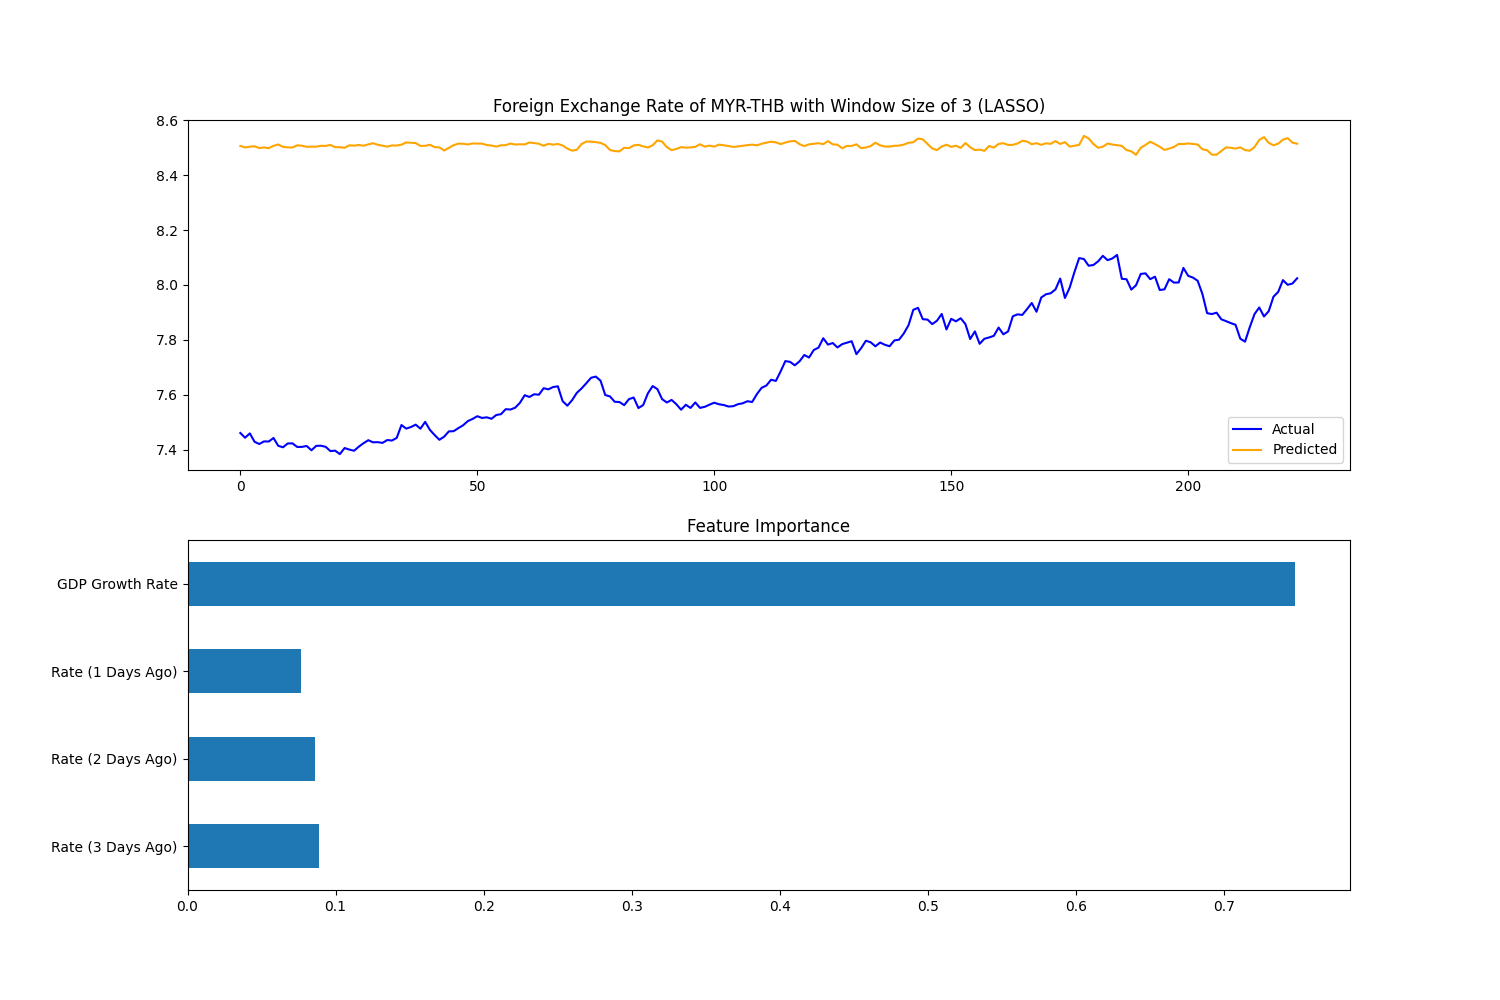 Foreign Exchange Rate of MYR-THB with Window Size of 3 (LASSO)
8.6
8.4
8.2
8.0
7.8
7.6
7.4
Actual
Predicted
0 50 100 150 200
Feature Importance
GDP Growth Rate
Rate (1 Days Ago)
Rate (2 Days Ago)
Rate (3 Days Ago)
0.0 0.1 0.2 0.3 0.4 0.5 0.6 0.7